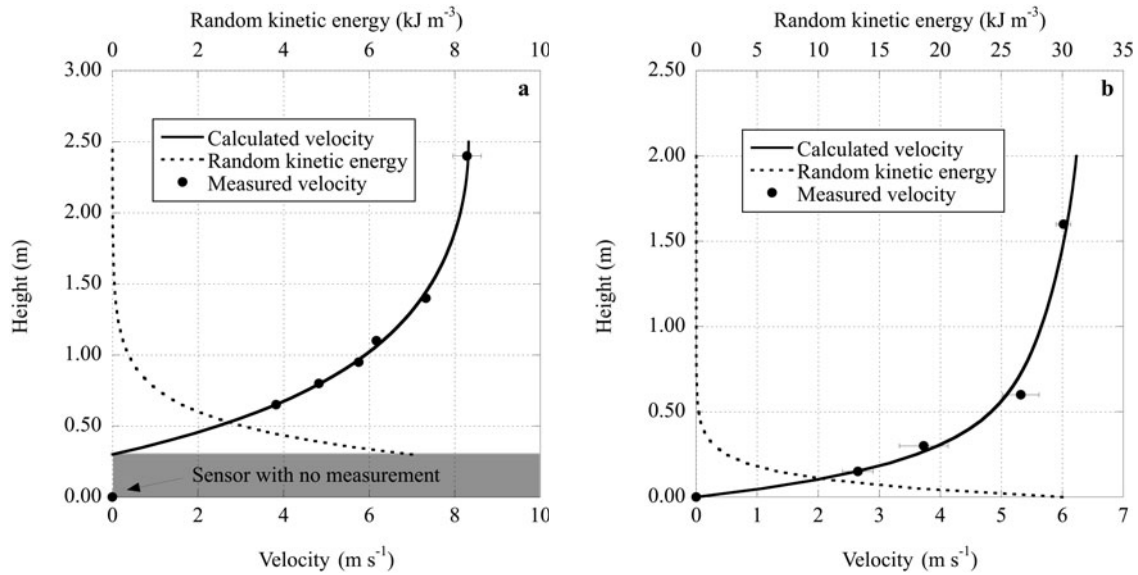 Random kinetic energy (kJ m-3)
0 2 4 6 8 10
3.00
a
Calculated velocity
Random kinetic energy
Measured velocity
2.50
2.00
Height (m)
1.50
1.00
0.50
Sensor with no measurement
0.00
0 2 4 6 8 10
Velocity (m s-1)
Random kinetic energy (kJ m-3)
0 5 10 15 20 25 30 35
2.50
b
Calculated velocity
Random kinetic energy
Measured velocity
2.00
1.50
Height (m)
1.00
0.50
0.00
0 1 2 3 4 5 6 7
Velocity (m s-1)